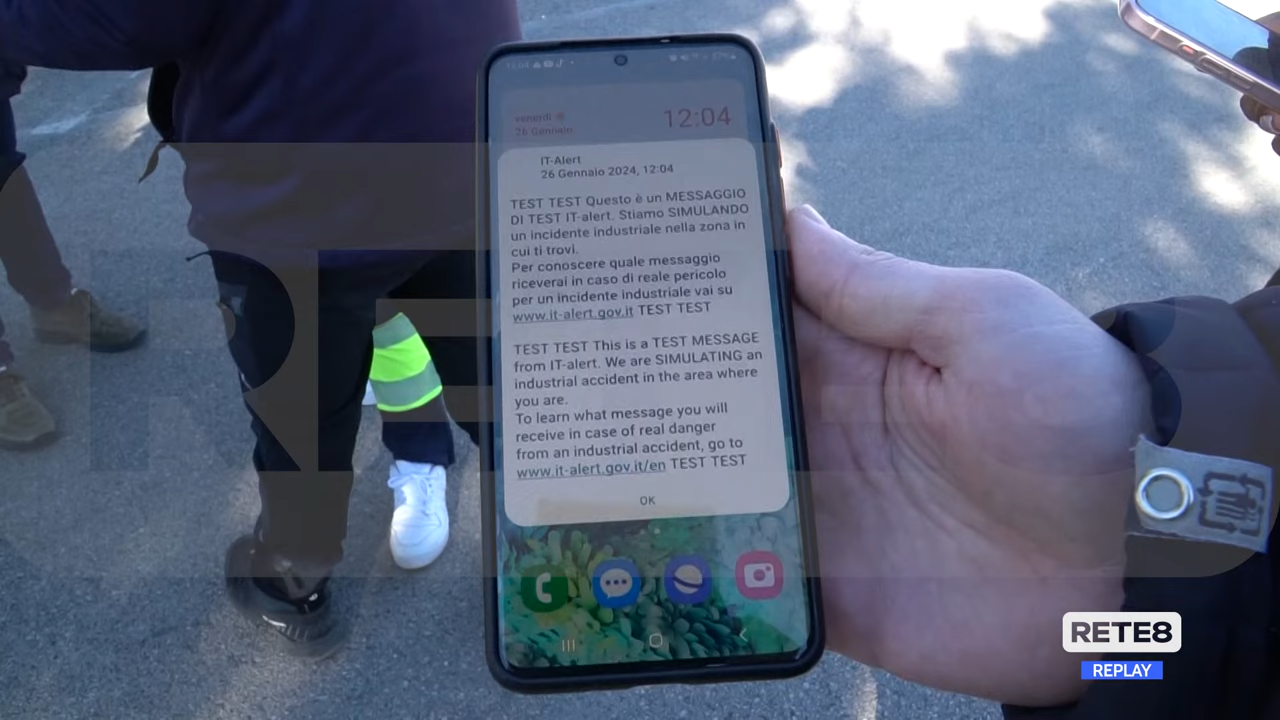 venerdì
26 Gennaio
12:04
IT-Alert
26 Gennaio 2024, 12:04
TEST TEST Questo è un MESSAGGIO
DI TEST IT-alert. Stiamo SIMULANDO
un incidente industriale nella zona in
cui ti trovi.
Per conoscere quale messaggio
riceverai in caso di reale pericolo
per un incidente industriale vai su
www.it-alert.gov.it TEST TEST
TEST TEST This is a TEST MESSAGE
from IT-alert. We are SIMULATING an
industrial accident in the area where
you are.
To learn what message you will
receive in case of real danger
from an industrial accident, go to
www.it-alert.gov.it/en TEST TEST
OK
RETE8
RETE8
REPLAY